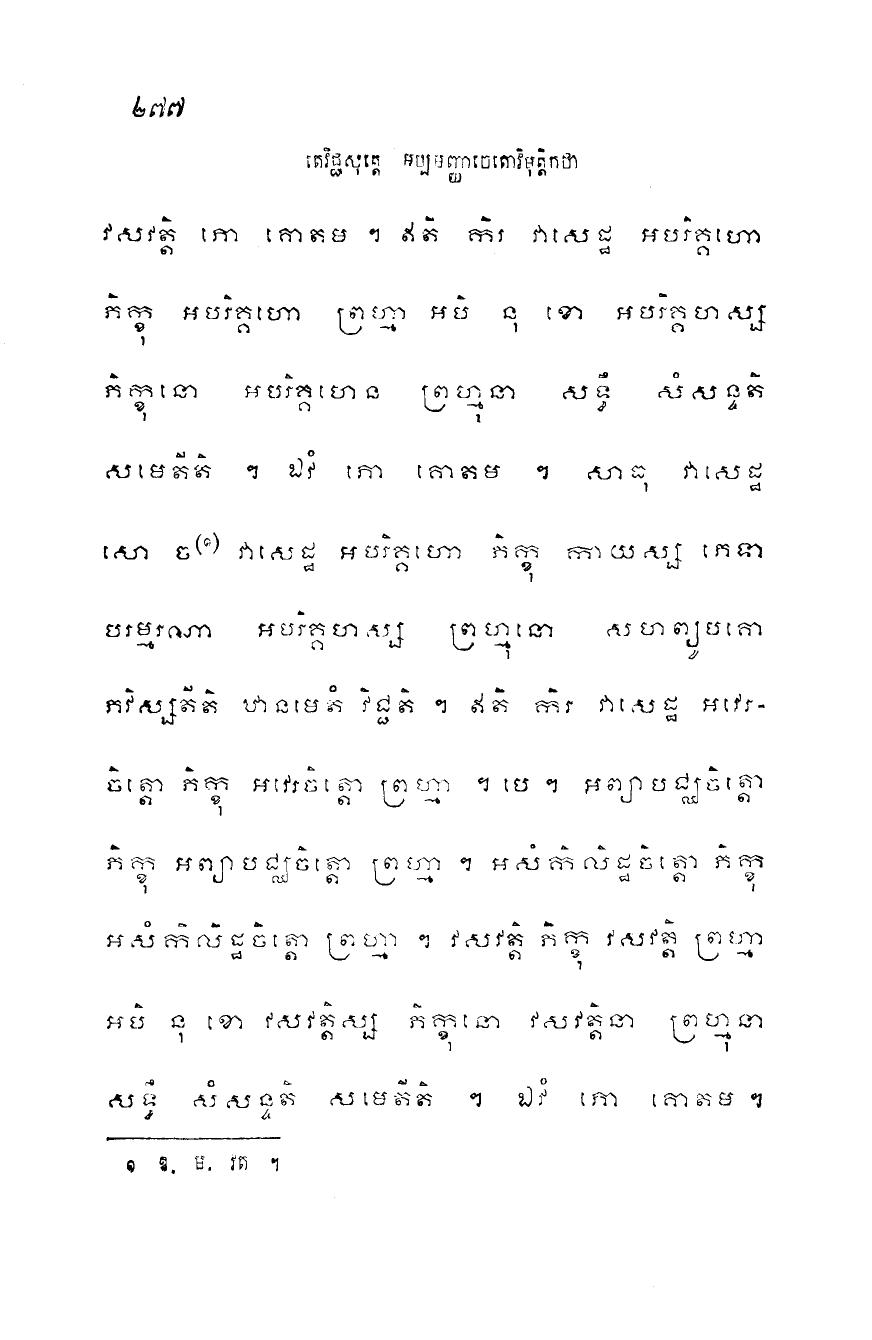 ២៧៧
តេវិជ្ជសុត្តេ អប្បមញ្ញាចេតោវិមុត្តិកថា
វសវត្តិ ភោ គោតម ។ ឥតិ កិរ វាសេដ្ឋ អបរិគ្គហោ
ភិក្ខុ អបរិគ្គហោ ព្រហ្មា អបិ នុ ខោ អបរិគ្គហស្ស
ភិក្ខុនោ អបរិគ្គហេន ព្រហ្មុនា សទ្ធឹ សំសន្ទតិ
សមេតីតិ ។ ឯវំ ភោ គោតម ។ សាធុ វាសេដ្ឋ
សោ ច(១) វាសេដ្ឋ អបរិគ្គហោ ភិក្ខុ កាយស្ស ភេទា
បរម្មរណា អបរិគ្គហស្ស ព្រហ្មុនោ សហព្យូបគោ
ភវិស្សតីតិ ឋានមេតំ វិជ្ជតិ ។ ឥតិ កិរ វាសេដ្ឋ អវេរ-
ចិត្តោ ភិក្ខុ អវេរចិត្តោ ព្រហ្មា ។ បេ ។ អព្យាបជ្ឈចិត្តោ
ភិក្ខុ អព្យាបជ្ឈចិត្តោ ព្រហ្មា ។ អសំកិលិដ្ឋចិត្តោ ភិក្ខុ
អសំកិលិដ្ឋចិត្តោ ព្រហ្មា ។ វសវត្តិ ភិក្ខុ វសវត្តិ ព្រហ្មា
អបិ នុ ខោ វសវត្តិស្ស ភិក្ខុនោ វសវត្តិនា ព្រហ្មុនា
សទ្ធឹ សំសន្ទតិ សមេតីតិ ។ ឯវំ ភោ គោតម ។
១ ឱ. ម. វត ។